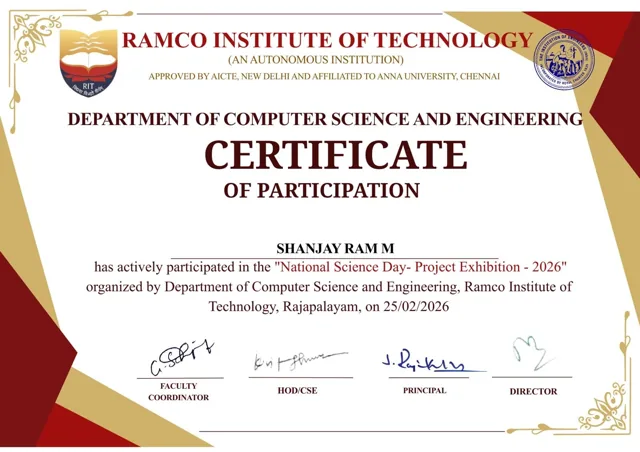 RAMCO INSTITUTE OF TECHNOLOGY
(AN AUTONOMOUS INSTITUTION)
APPROVED BY AICTE, NEW DELHI AND AFFILIATED TO ANNA UNIVERSITY, CHENNAI
RIT
DEPARTMENT OF COMPUTER SCIENCE AND ENGINEERING
CERTIFICATE
OF PARTICIPATION
SHANJAY RAM M
has actively participated in the "National Science Day- Project Exhibition - 2026"
organized by Department of Computer Science and Engineering, Ramco Institute of
Technology, Rajapalayam, on 25/02/2026
FACULTY
COORDINATOR
HOD/CSE
PRINCIPAL
DIRECTOR